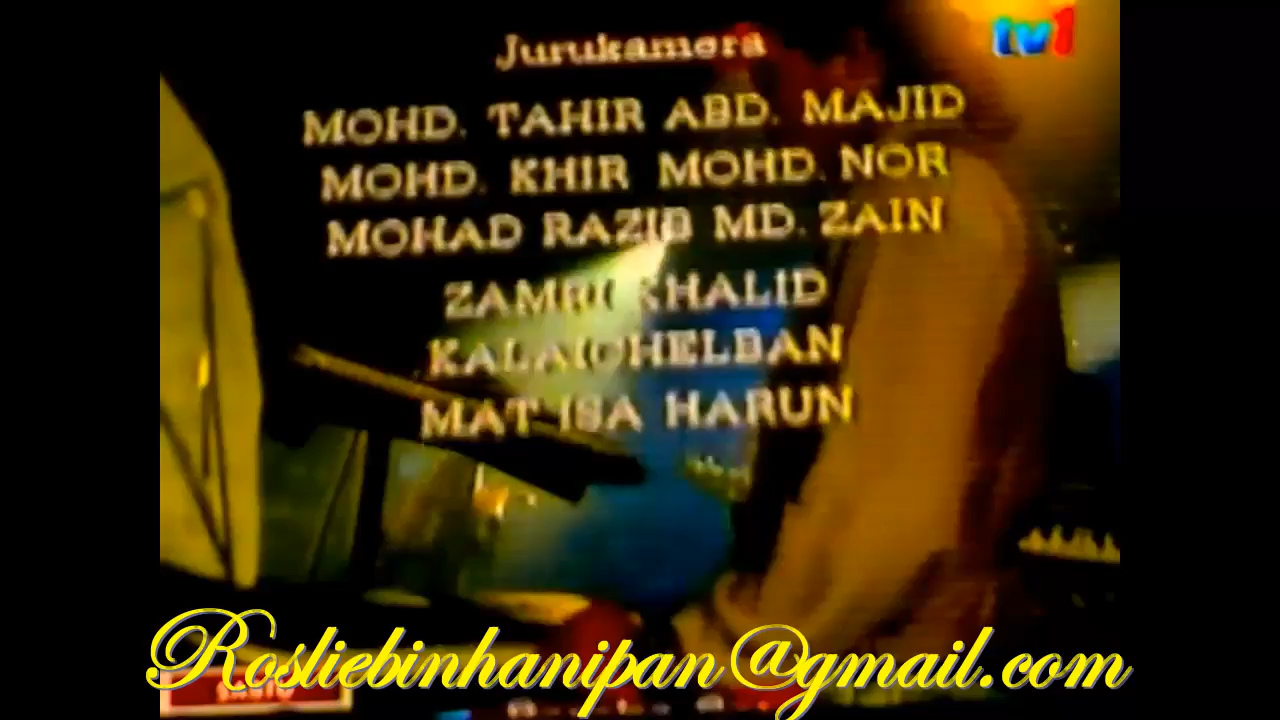 tv1
Jurukamera
MOHD. TAHIR ABD. MAJID
MOHD. KHIR MOHD. NOR
MOHAD RAZIB MD. ZAIN
ZAMRI KHALID
KALAICHELBAN
MAT ISA HARUN
Rosliebinhanipan@gmail.com